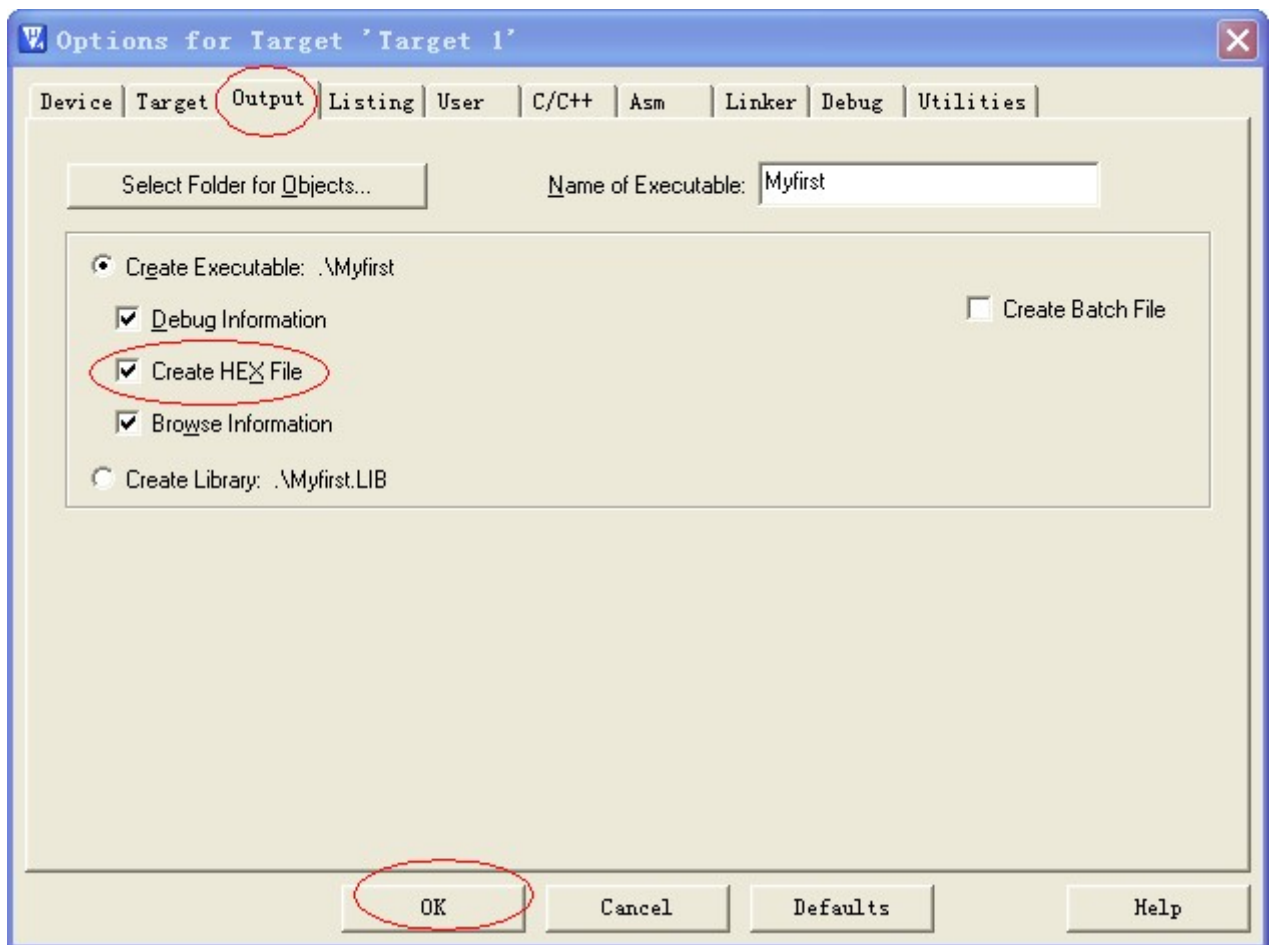 Options for Target 'Target 1'
Device Target Output Listing User C/C++ Asm Linker Debug Utilities
Select Folder for Objects... Name of Executable: Myfirst
Create Executable: .\Myfirst
Debug Information Create Batch File
Create HEX File
Browse Information
Create Library: .\Myfirst.LIB
OK Cancel Defaults Help